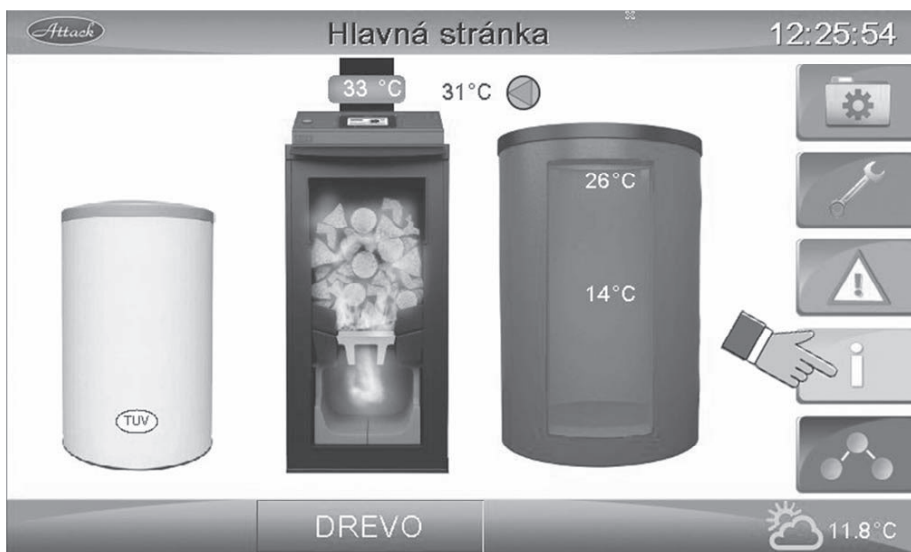 Attack
Hlavná stránka
12:25:54
33 °C
31°C
26°C
14°C
i
TUV
DREVO
11.8°C